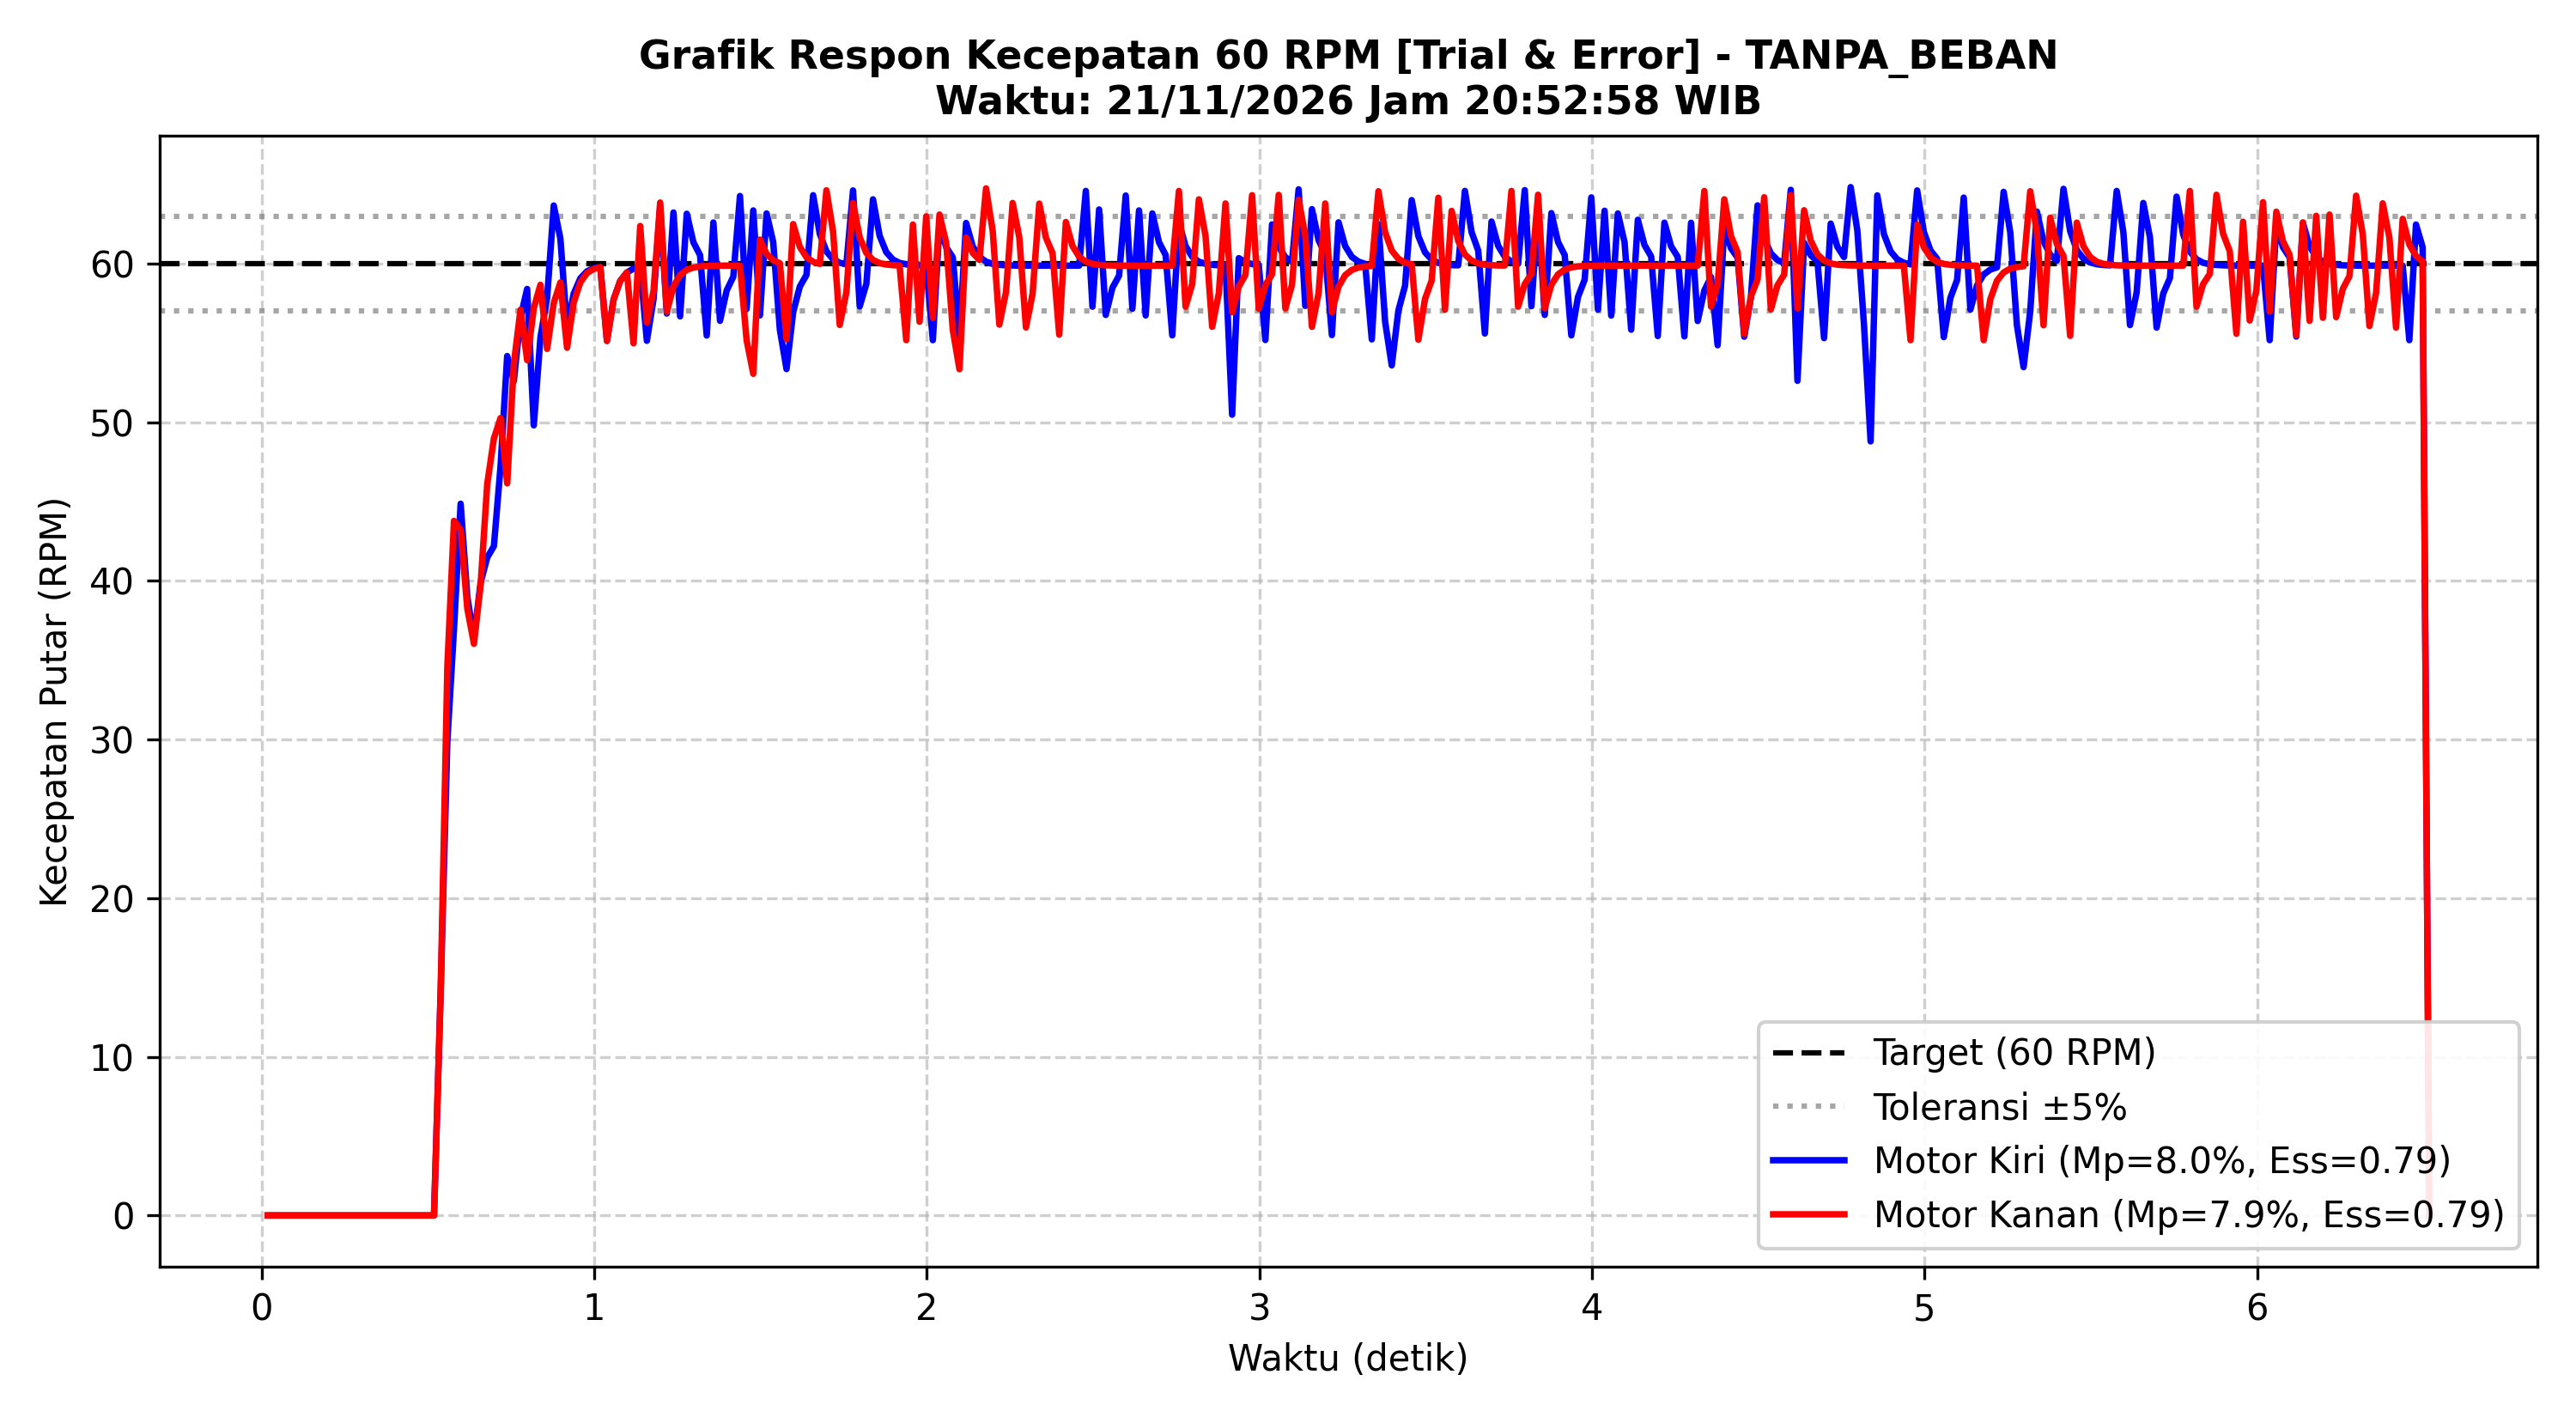 Grafik Respon Kecepatan 60 RPM [Trial & Error] - TANPA_BEBAN
Waktu: 21/11/2026 Jam 20:52:58 WIB
Kecepatan Putar (RPM)
60
50
40
30
20
10
0
0 1 2 3 4 5 6
Waktu (detik)
Target (60 RPM)
Toleransi ±5%
Motor Kiri (Mp=8.0%, Ess=0.79)
Motor Kanan (Mp=7.9%, Ess=0.79)